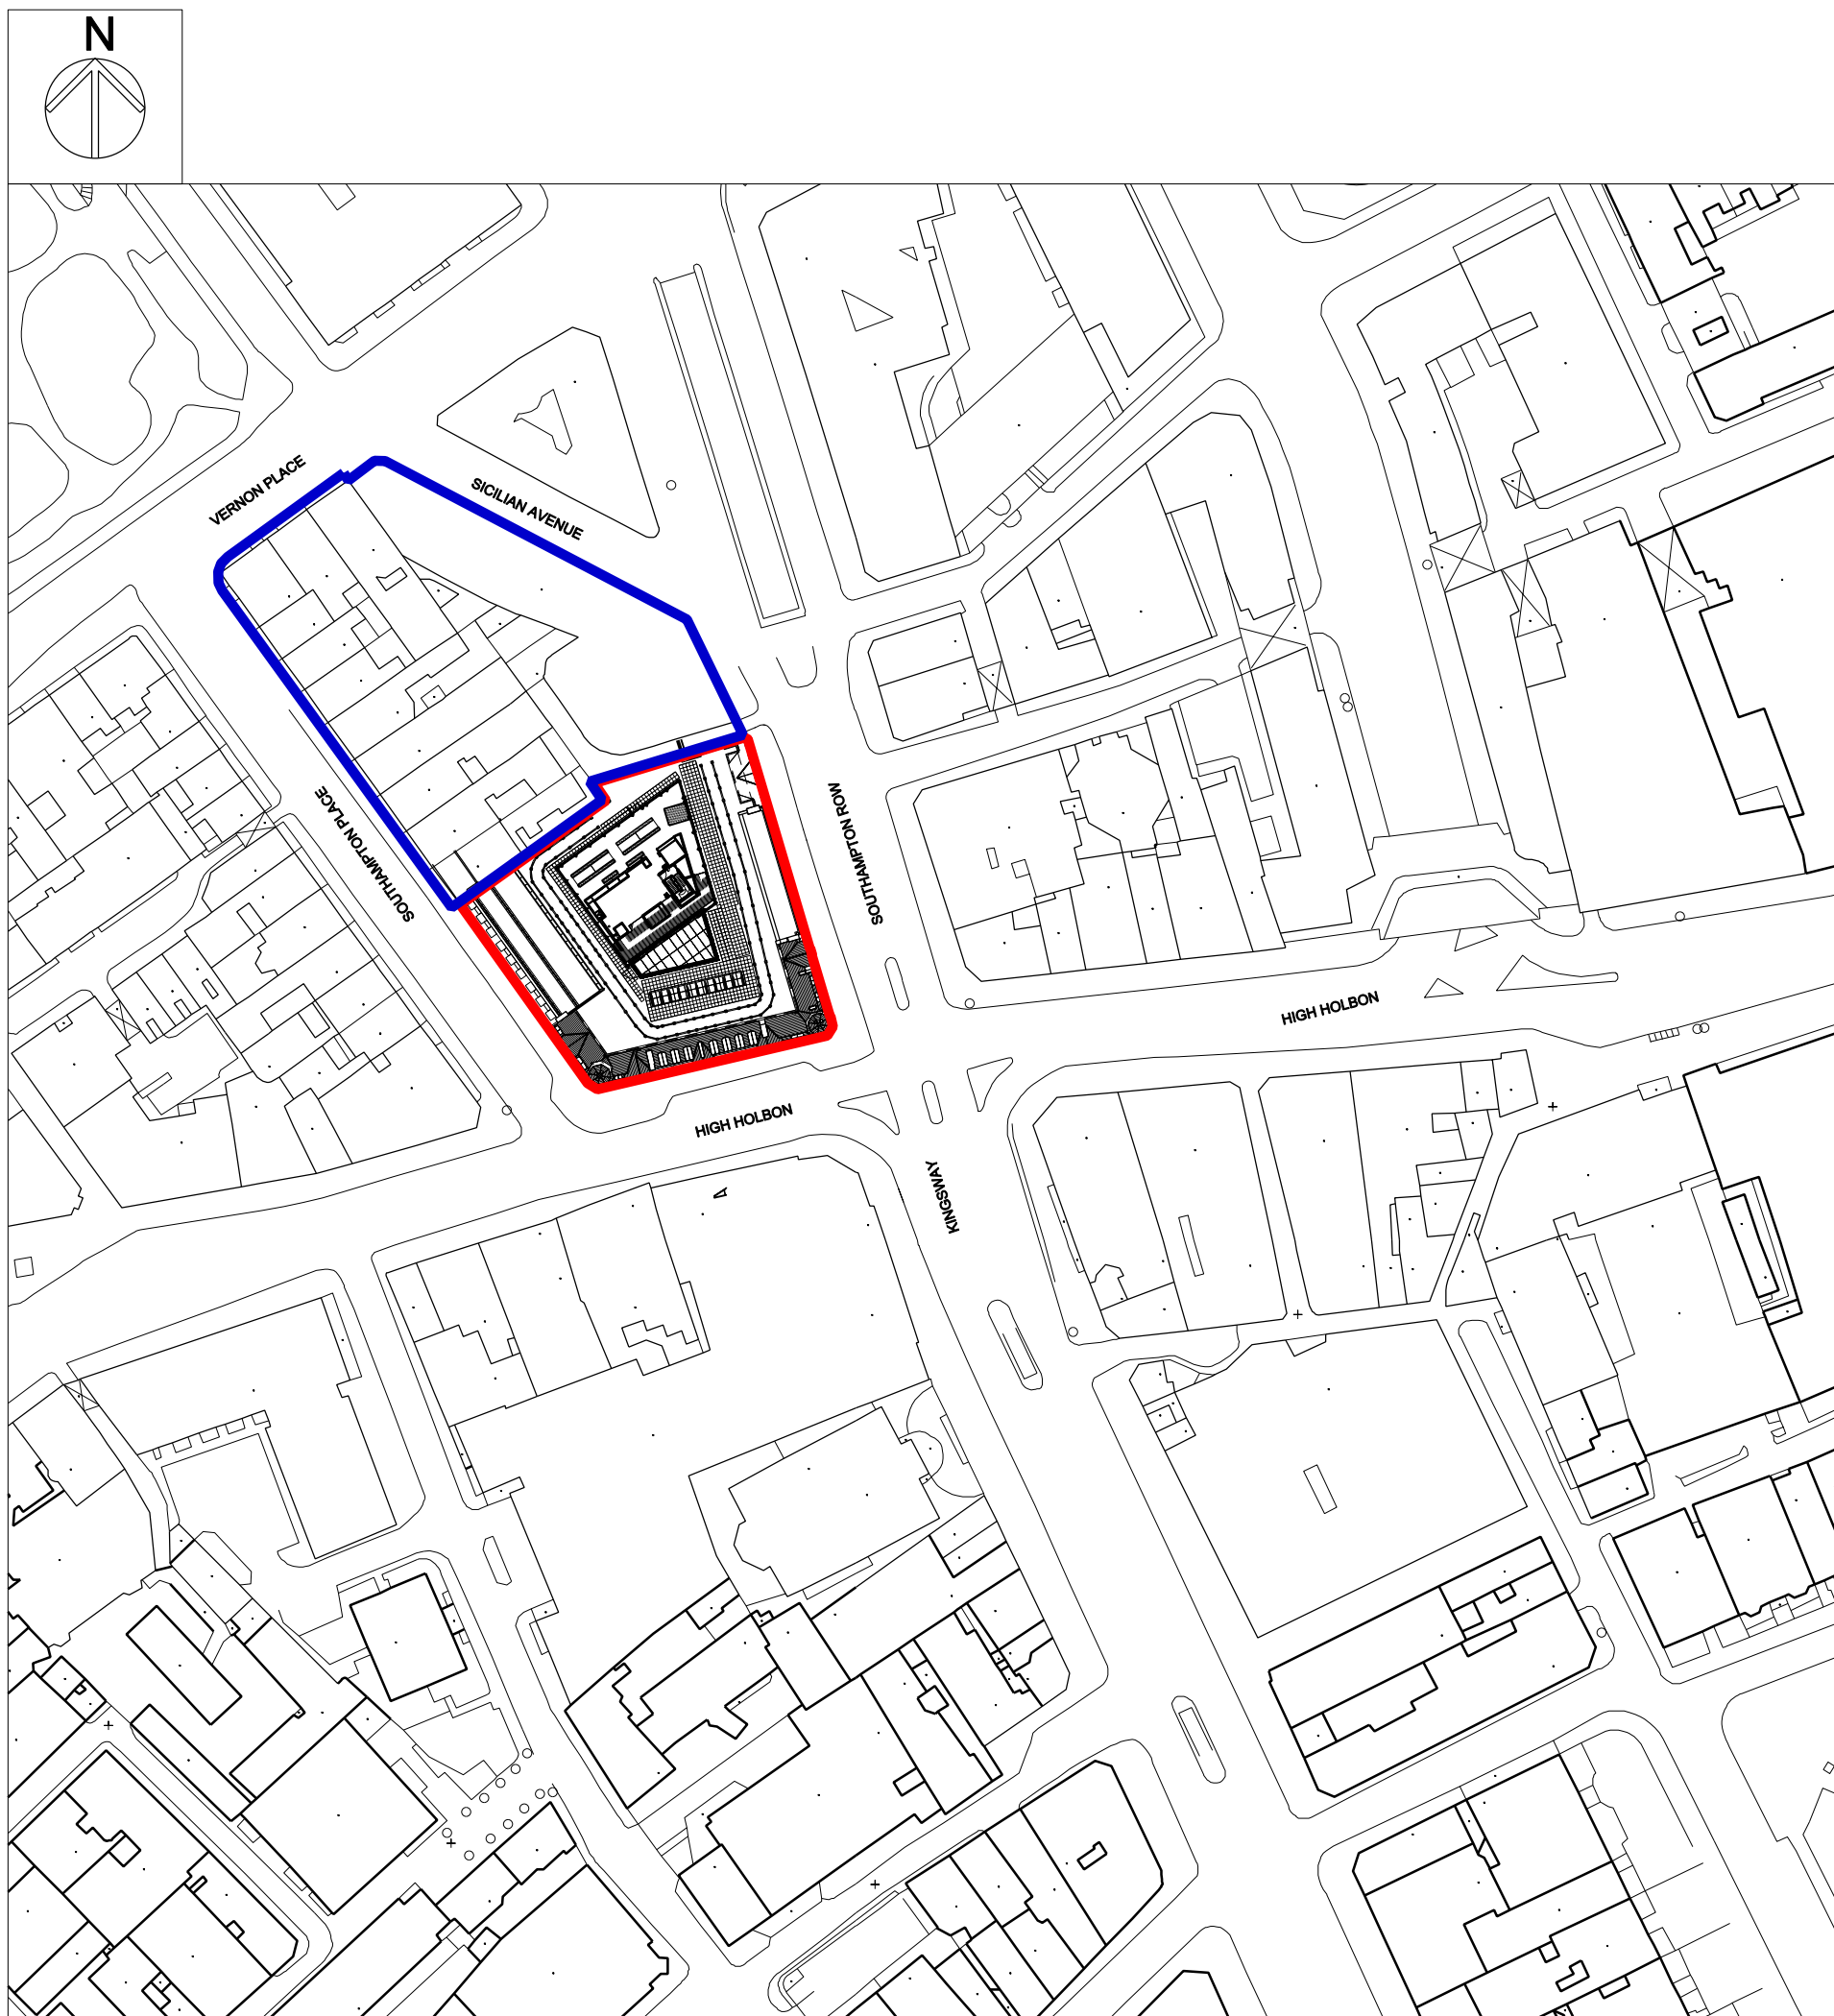 N
VERNON PLACE
SICILIAN AVENUE
SOUTHAMPTON PLACE
SOUTHAMPTON ROW
HIGH HOLBON
HIGH HOLBON
KINGSWAY